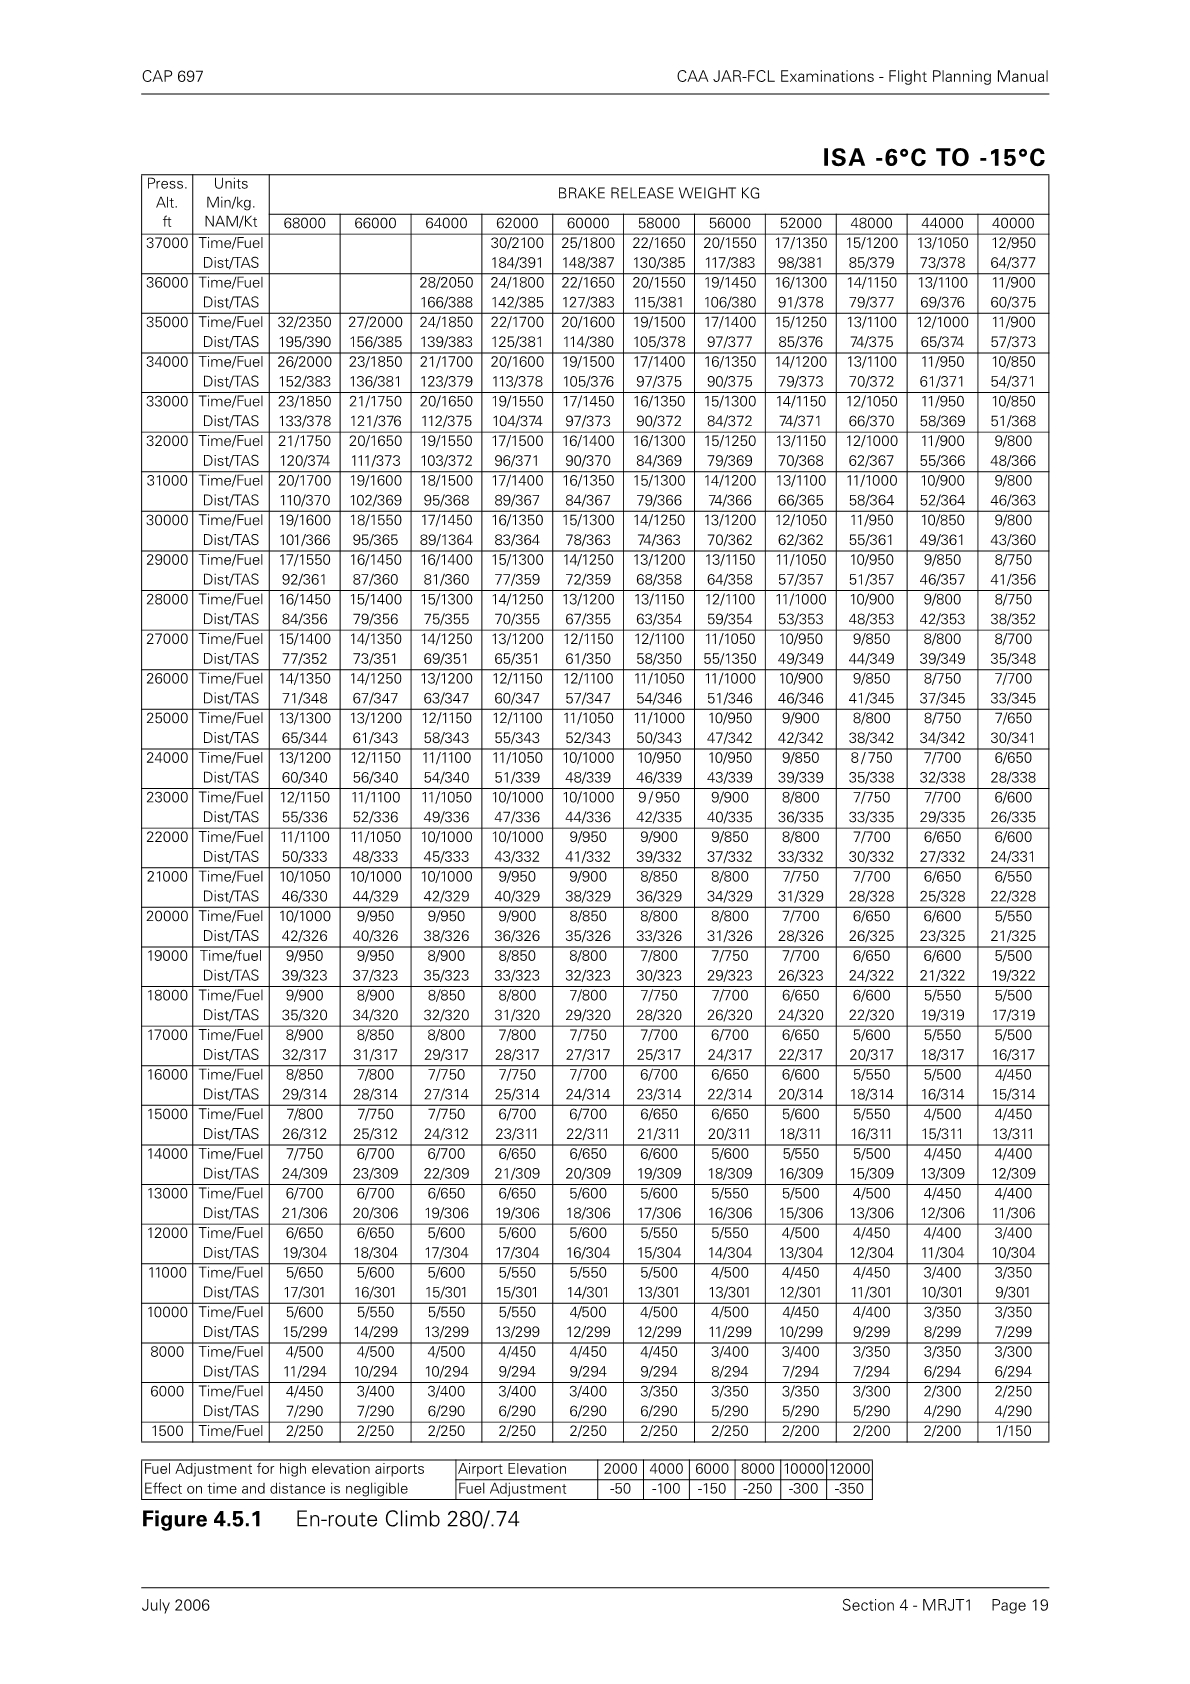 CAP 697 CAA JAR-FCL Examinations - Flight Planning Manual
ISA -6°C TO -15°C
Press. Units BRAKE RELEASE WEIGHT KG
Alt. Min/kg.
ft NAM/Kt 68000 66000 64000 62000 60000 58000 56000 52000 48000 44000 40000
37000 Time/Fuel 30/2100 25/1800 22/1650 20/1550 17/1350 15/1200 13/1050 12/950
Dist/TAS 184/391 148/387 130/385 117/383 98/381 85/379 73/378 64/377
36000 Time/Fuel 28/2050 24/1800 22/1650 20/1550 19/1450 16/1300 14/1150 13/1100 11/900
Dist/TAS 166/388 142/385 127/383 115/381 106/380 91/378 79/377 69/376 60/375
35000 Time/Fuel 32/2350 27/2000 24/1850 22/1700 20/1600 19/1500 17/1400 15/1250 13/1100 12/1000 11/900
Dist/TAS 195/390 156/385 139/383 125/381 114/380 105/378 97/377 85/376 74/375 65/374 57/373
34000 Time/Fuel 26/2000 23/1850 21/1700 20/1600 19/1500 17/1400 16/1350 14/1200 13/1100 11/950 10/850
Dist/TAS 152/383 136/381 123/379 113/378 105/376 97/375 90/375 79/373 70/372 61/371 54/371
33000 Time/Fuel 23/1850 21/1750 20/1650 19/1550 17/1450 16/1350 15/1300 14/1150 12/1050 11/950 10/850
Dist/TAS 133/378 121/376 112/375 104/374 97/373 90/372 84/372 74/371 66/370 58/369 51/368
32000 Time/Fuel 21/1750 20/1650 19/1550 17/1500 16/1400 16/1300 15/1250 13/1150 12/1000 11/900 9/800
Dist/TAS 120/374 111/373 103/372 96/371 90/370 84/369 79/369 70/368 62/367 55/366 48/366
31000 Time/Fuel 20/1700 19/1600 18/1500 17/1400 16/1350 15/1300 14/1200 13/1100 11/1000 10/900 9/800
Dist/TAS 110/370 102/369 95/368 89/367 84/367 79/366 74/366 66/365 58/364 52/364 46/363
30000 Time/Fuel 19/1600 18/1550 17/1450 16/1350 15/1300 14/1250 13/1200 12/1050 11/950 10/850 9/800
Dist/TAS 101/366 95/365 89/1364 83/364 78/363 74/363 70/362 62/362 55/361 49/361 43/360
29000 Time/Fuel 17/1550 16/1450 16/1400 15/1300 14/1250 13/1200 13/1150 11/1050 10/950 9/850 8/750
Dist/TAS 92/361 87/360 81/360 77/359 72/359 68/358 64/358 57/357 51/357 46/357 41/356
28000 Time/Fuel 16/1450 15/1400 15/1300 14/1250 13/1200 13/1150 12/1100 11/1000 10/900 9/800 8/750
Dist/TAS 84/356 79/356 75/355 70/355 67/355 63/354 59/354 53/353 48/353 42/353 38/352
27000 Time/Fuel 15/1400 14/1350 14/1250 13/1200 12/1150 12/1100 11/1050 10/950 9/850 8/800 8/700
Dist/TAS 77/352 73/351 69/351 65/351 61/350 58/350 55/1350 49/349 44/349 39/349 35/348
26000 Time/Fuel 14/1350 14/1250 13/1200 12/1150 12/1100 11/1050 11/1000 10/900 9/850 8/750 7/700
Dist/TAS 71/348 67/347 63/347 60/347 57/347 54/346 51/346 46/346 41/345 37/345 33/345
25000 Time/Fuel 13/1300 13/1200 12/1150 12/1100 11/1050 11/1000 10/950 9/900 8/800 8/750 7/650
Dist/TAS 65/344 61/343 58/343 55/343 52/343 50/343 47/342 42/342 38/342 34/342 30/341
24000 Time/Fuel 13/1200 12/1150 11/1100 11/1050 10/1000 10/950 10/950 9/850 8/750 7/700 6/650
Dist/TAS 60/340 56/340 54/340 51/339 48/339 46/339 43/339 39/339 35/338 32/338 28/338
23000 Time/Fuel 12/1150 11/1100 11/1050 10/1000 10/1000 9/950 9/900 8/800 7/750 7/700 6/600
Dist/TAS 55/336 52/336 49/336 47/336 44/336 42/335 40/335 36/335 33/335 29/335 26/335
22000 Time/Fuel 11/1100 11/1050 10/1000 10/1000 9/950 9/900 9/850 8/800 7/700 6/650 6/600
Dist/TAS 50/333 48/333 45/333 43/332 41/332 39/332 37/332 33/332 30/332 27/332 24/331
21000 Time/Fuel 10/1050 10/1000 10/1000 9/950 9/900 8/850 8/800 7/750 7/700 6/650 6/550
Dist/TAS 46/330 44/329 42/329 40/329 38/329 36/329 34/329 31/329 28/328 25/328 22/328
20000 Time/Fuel 10/1000 9/950 9/950 9/900 8/850 8/800 8/800 7/700 6/650 6/600 5/550
Dist/TAS 42/326 40/326 38/326 36/326 35/326 33/326 31/326 28/326 26/325 23/325 21/325
19000 Time/fuel 9/950 9/950 8/900 8/850 8/800 7/800 7/750 7/700 6/650 6/600 5/500
Dist/TAS 39/323 37/323 35/323 33/323 32/323 30/323 29/323 26/323 24/322 21/322 19/322
18000 Time/Fuel 9/900 8/900 8/850 8/800 7/800 7/750 7/700 6/650 6/600 5/550 5/500
Dist/TAS 35/320 34/320 32/320 31/320 29/320 28/320 26/320 24/320 22/320 19/319 17/319
17000 Time/Fuel 8/900 8/850 8/800 7/800 7/750 7/700 6/700 6/650 5/600 5/550 5/500
Dist/TAS 32/317 31/317 29/317 28/317 27/317 25/317 24/317 22/317 20/317 18/317 16/317
16000 Time/Fuel 8/850 7/800 7/750 7/750 7/700 6/700 6/650 6/600 5/550 5/500 4/450
Dist/TAS 29/314 28/314 27/314 25/314 24/314 23/314 22/314 20/314 18/314 16/314 15/314
15000 Time/Fuel 7/800 7/750 7/750 6/700 6/700 6/650 6/650 5/600 5/550 4/500 4/450
Dist/TAS 26/312 25/312 24/312 23/311 22/311 21/311 20/311 18/311 16/311 15/311 13/311
14000 Time/Fuel 7/750 6/700 6/700 6/650 6/650 6/600 5/600 5/550 5/500 4/450 4/400
Dist/TAS 24/309 23/309 22/309 21/309 20/309 19/309 18/309 16/309 15/309 13/309 12/309
13000 Time/Fuel 6/700 6/700 6/650 6/650 5/600 5/600 5/550 5/500 4/500 4/450 4/400
Dist/TAS 21/306 20/306 19/306 19/306 18/306 17/306 16/306 15/306 13/306 12/306 11/306
12000 Time/Fuel 6/650 6/650 5/600 5/600 5/600 5/550 5/550 4/500 4/450 4/400 3/400
Dist/TAS 19/304 18/304 17/304 17/304 16/304 15/304 14/304 13/304 12/304 11/304 10/304
11000 Time/Fuel 5/650 5/600 5/600 5/550 5/550 5/500 4/500 4/450 4/450 3/400 3/350
Dist/TAS 17/301 16/301 15/301 15/301 14/301 13/301 13/301 12/301 11/301 10/301 9/301
10000 Time/Fuel 5/600 5/550 5/550 5/550 4/500 4/500 4/500 4/450 4/400 3/350 3/350
Dist/TAS 15/299 14/299 13/299 13/299 12/299 12/299 11/299 10/299 9/299 8/299 7/299
8000 Time/Fuel 4/500 4/500 4/500 4/450 4/450 4/450 3/400 3/400 3/350 3/350 3/300
Dist/TAS 11/294 10/294 10/294 9/294 9/294 9/294 8/294 7/294 7/294 6/294 6/294
6000 Time/Fuel 4/450 3/400 3/400 3/400 3/400 3/350 3/350 3/350 3/300 2/300 2/250
Dist/TAS 7/290 7/290 6/290 6/290 6/290 6/290 5/290 5/290 5/290 4/290 4/290
1500 Time/Fuel 2/250 2/250 2/250 2/250 2/250 2/250 2/250 2/200 2/200 2/200 1/150
Fuel Adjustment for high elevation airports Airport Elevation 2000 4000 6000 8000 10000 12000
Effect on time and distance is negligible Fuel Adjustment -50 -100 -150 -250 -300 -350
Figure 4.5.1 En-route Climb 280/.74
July 2006 Section 4 - MRJT1 Page 19